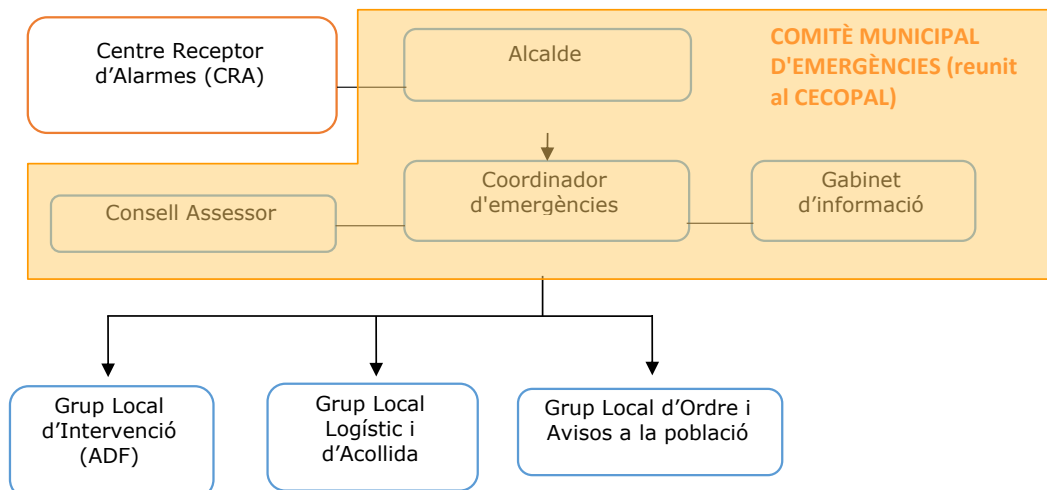 Centre Receptor
d’Alarmes (CRA)
Alcalde
COMITÈ MUNICIPAL
D'EMERGÈNCIES (reunit
al CECOPAL)
Consell Assessor
Coordinador
d'emergències
Gabinet
d’informació
Grup Local
d’Intervenció
(ADF)
Grup Local
Logístic i
d’Acollida
Grup Local d’Ordre i
Avisos a la població